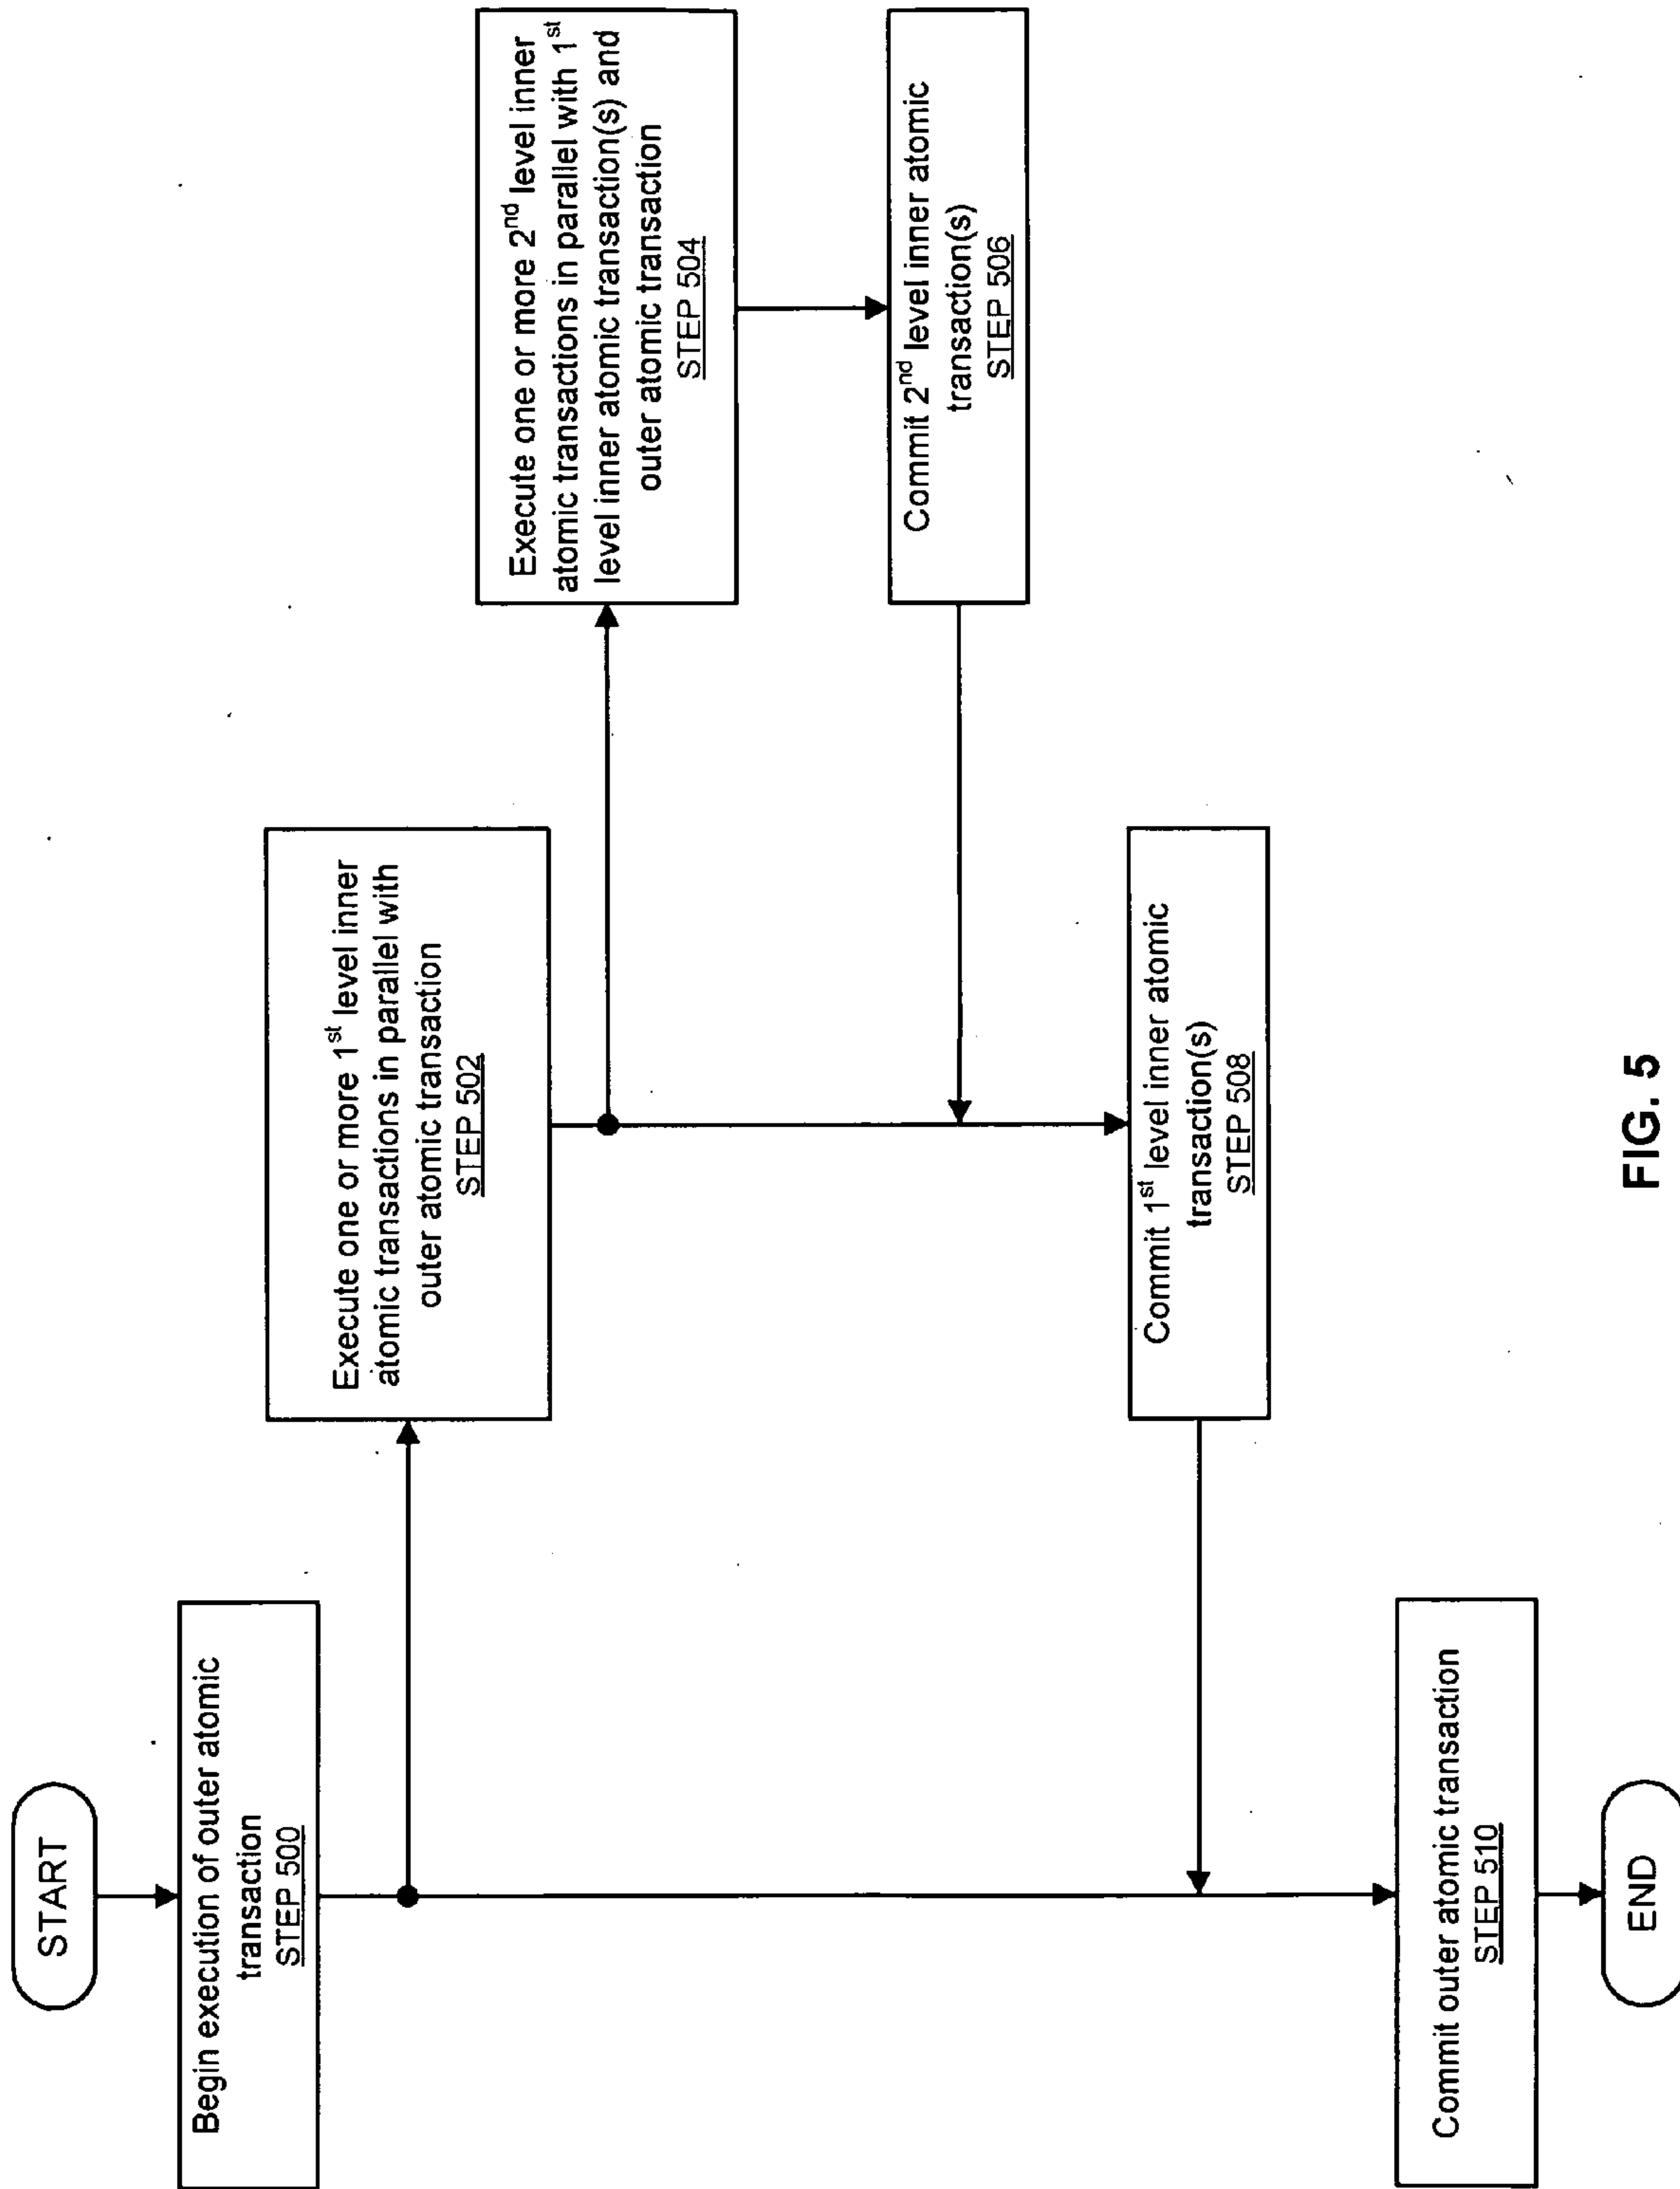 START
Begin execution of outer atomic
transaction
STEP 500
Execute one or more 1st level inner
atomic transactions in parallel with
outer atomic transaction
STEP 502
Execute one or more 2nd level inner
atomic transactions in parallel with 1st
level inner atomic transaction(s) and
outer atomic transaction
STEP 504
Commit 2nd level inner atomic
transaction(s)
STEP 506
Commit 1st level inner atomic
transaction(s)
STEP 508
Commit outer atomic transaction
STEP 510
END
FIG. 5